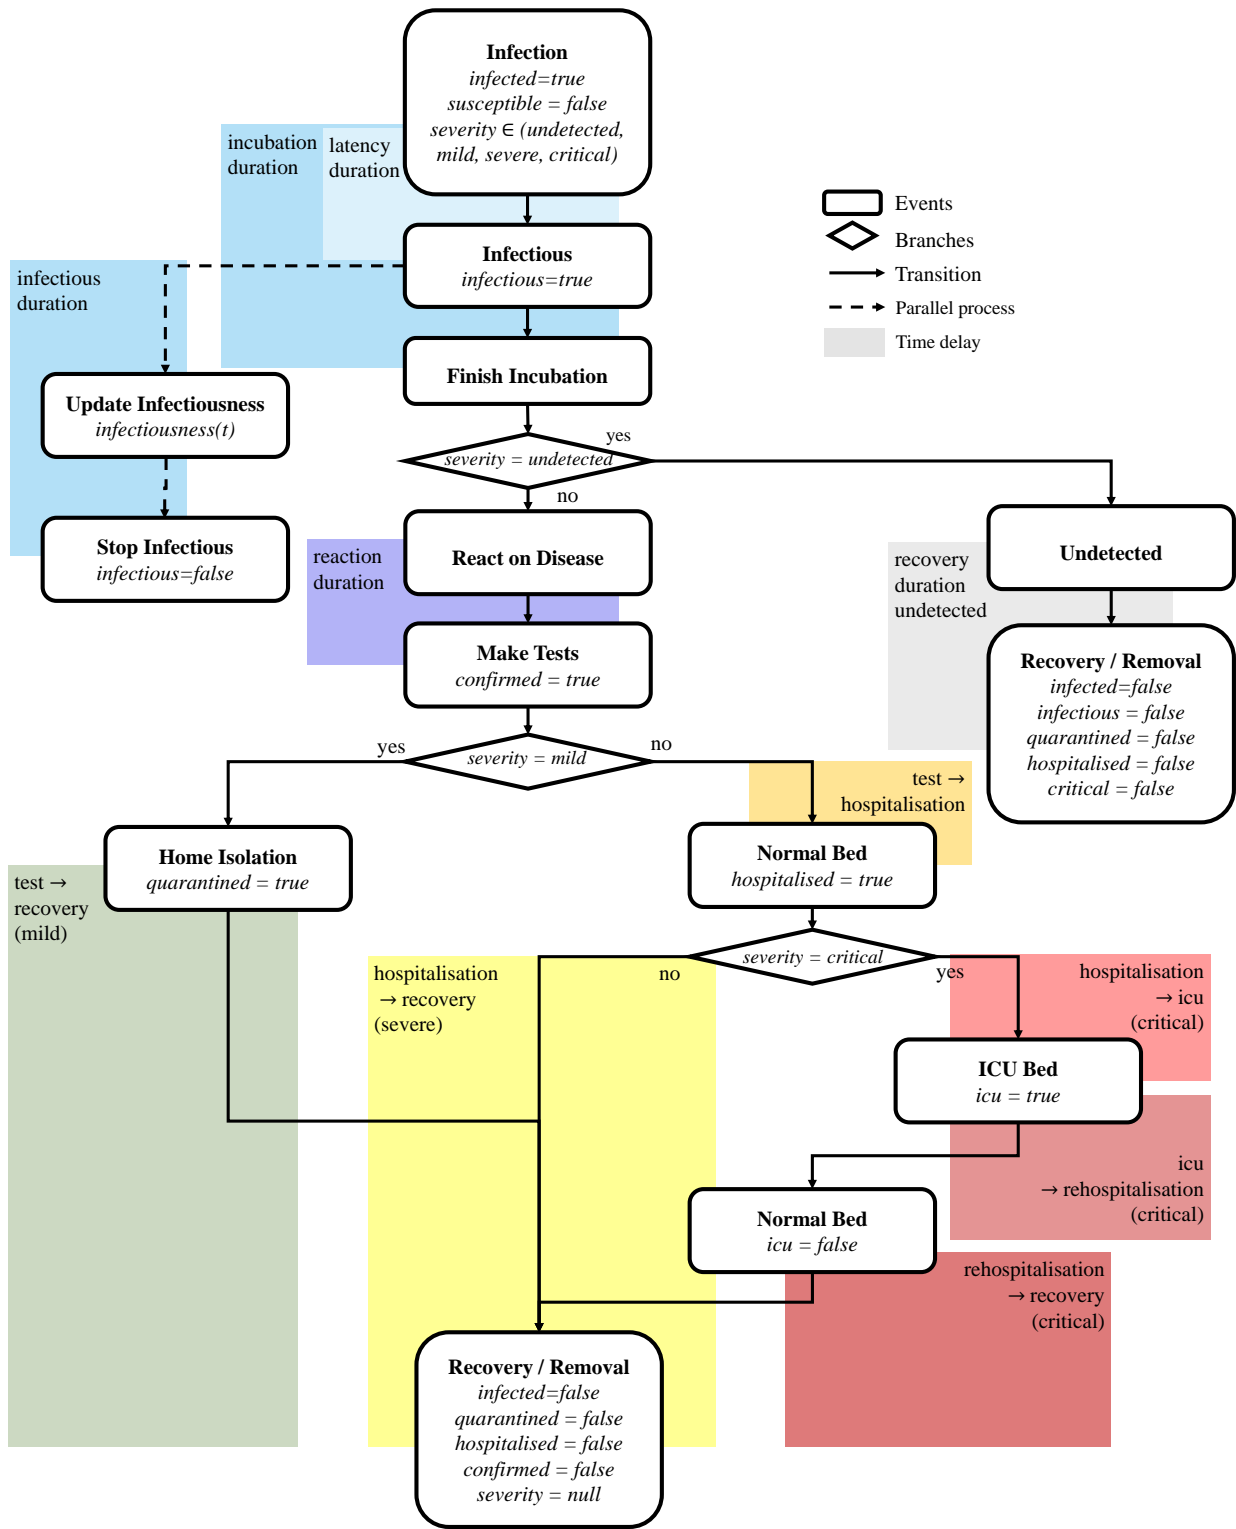 Infection
infected=true
susceptible = false
severity ∈ (undetected,
mild, severe, critical)
incubation
duration
latency
duration
Events
Branches
Transition
Parallel process
Time delay
Infectious
infectious=true
infectious
duration
Finish Incubation
Update Infectiousness
infectiousness(t)
yes
severity = undetected
no
Stop Infectious
infectious=false
reaction
duration
React on Disease
Undetected
recovery
duration
undetected
Make Tests
confirmed = true
Recovery / Removal
infected=false
infectious = false
quarantined = false
hospitalised = false
critical = false
yes
severity = mild
no
test →
hospitalisation
Home Isolation
quarantined = true
Normal Bed
hospitalised = true
test →
recovery
(mild)
severity = critical
no
yes
hospitalisation
→ recovery
(severe)
hospitalisation
→ icu
(critical)
ICU Bed
icu = true
icu
→ rehospitalisation
(critical)
Normal Bed
icu = false
rehospitalisation
→ recovery
(critical)
Recovery / Removal
infected=false
quarantined = false
hospitalised = false
confirmed = false
severity = null